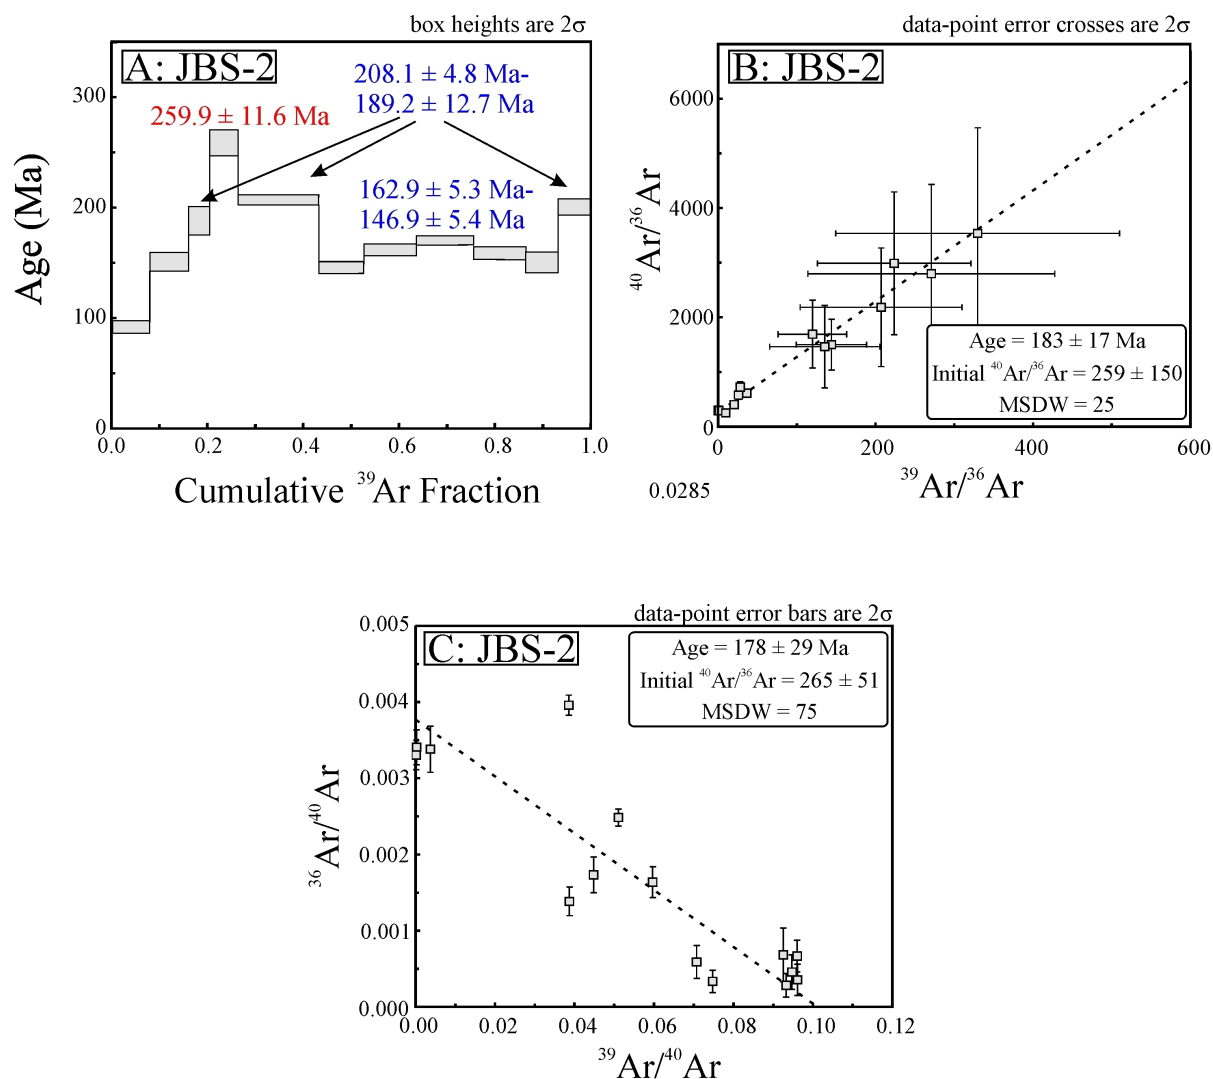 box heights are 2σ
A: JBS-2
259.9 ± 11.6 Ma
208.1 ± 4.8 Ma-
189.2 ± 12.7 Ma
162.9 ± 5.3 Ma-
146.9 ± 5.4 Ma
Age (Ma)
300
200
100
0
0.0 0.2 0.4 0.6 0.8 1.0
Cumulative ³⁹Ar Fraction
data-point error crosses are 2σ
B: JBS-2
⁴⁰Ar/³⁶Ar
6000
4000
2000
0
Age = 183 ± 17 Ma
Initial ⁴⁰Ar/³⁶Ar = 259 ± 150
MSDW = 25
0 200 400 600
³⁹Ar/³⁶Ar
0.0285
data-point error bars are 2σ
C: JBS-2
Age = 178 ± 29 Ma
Initial ⁴⁰Ar/³⁶Ar = 265 ± 51
MSDW = 75
³⁶Ar/⁴⁰Ar
0.005
0.004
0.003
0.002
0.001
0.000
0.00 0.02 0.04 0.06 0.08 0.10 0.12
³⁹Ar/⁴⁰Ar